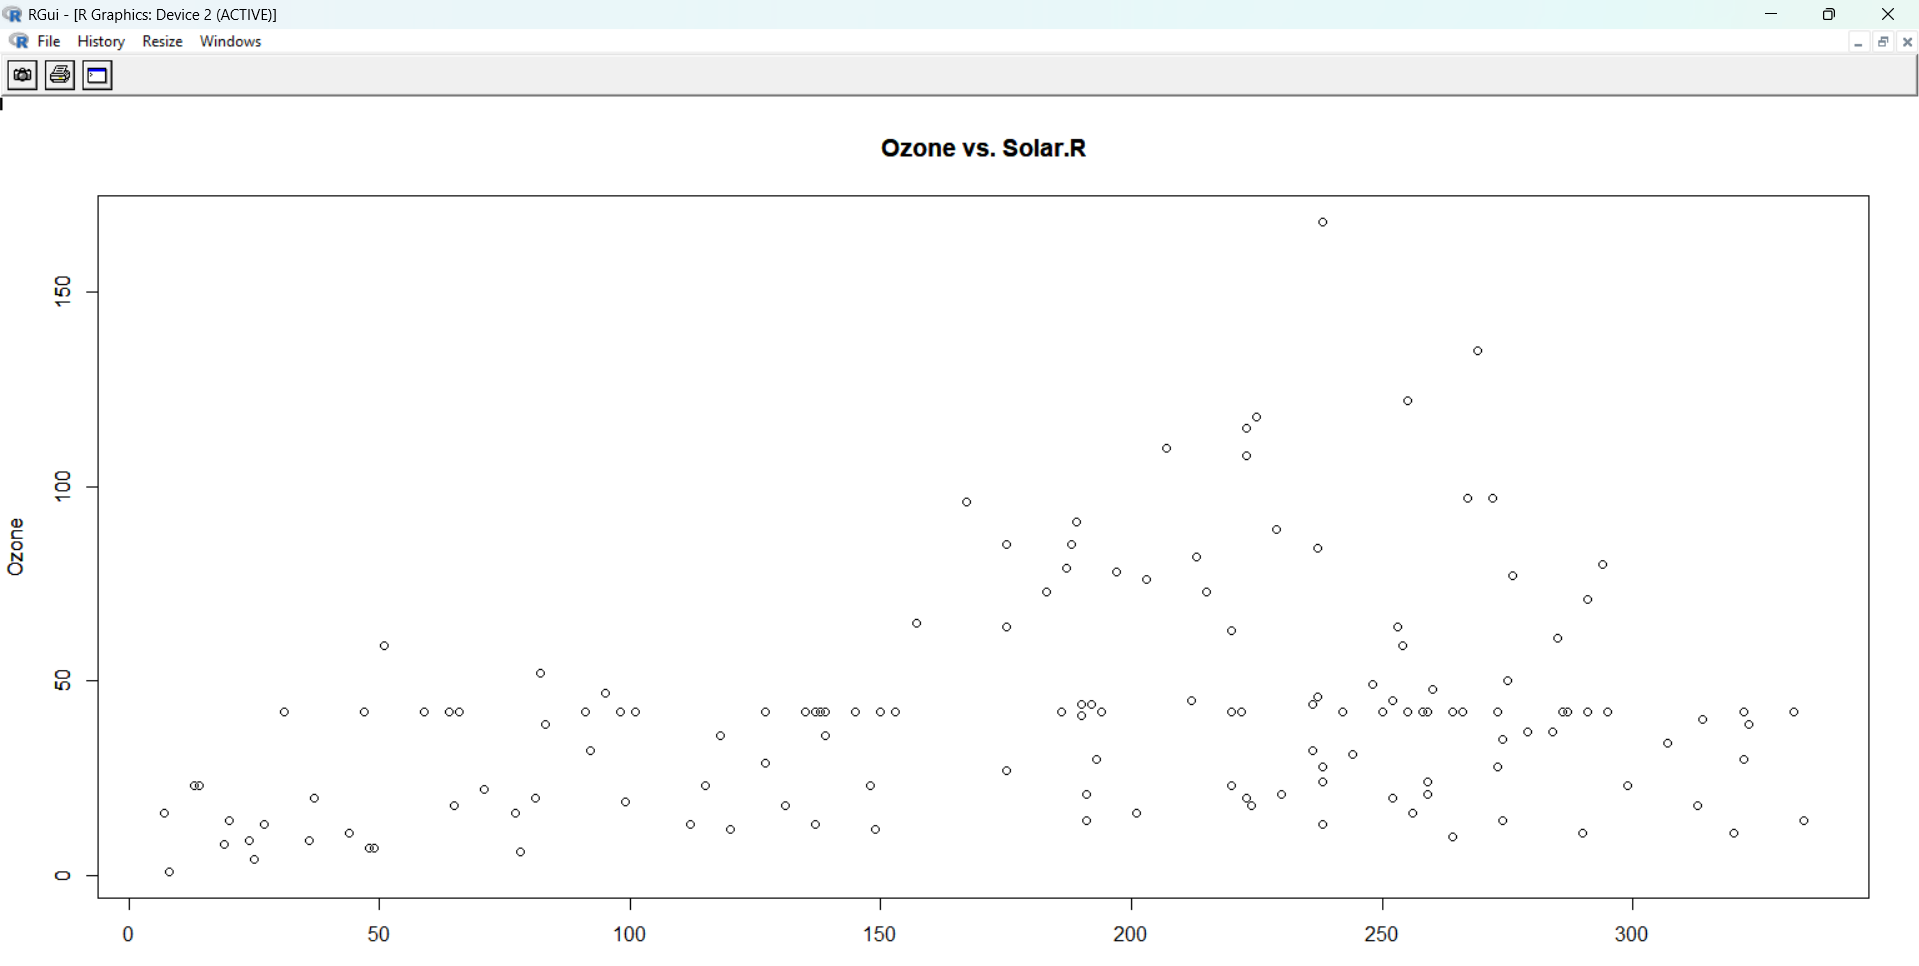 RGui - [R Graphics: Device 2 (ACTIVE)]
File History Resize Windows
Ozone vs. Solar.R
150
100
50
0
Ozone
0 50 100 150 200 250 300